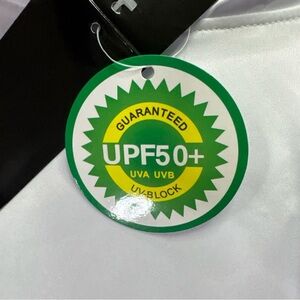 GUARANTEED
UPF50+
UVA UVB
UV-BLOCK